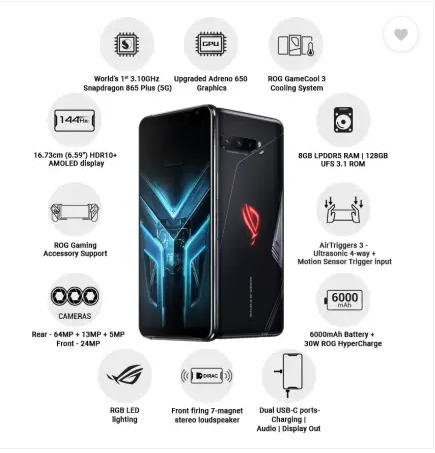 GPU
World's 1st 3.10GHz
Snapdragon 865 Plus (5G)
Upgraded Adreno 650
Graphics
ROG GameCool 3
Cooling System
144Hz
16.73cm (6.59") HDR10+
AMOLED display
8GB LPDDR5 RAM | 128GB
UFS 3.1 ROM
ROG Gaming
Accessory Support
AirTriggers 3 -
Ultrasonic 4-way +
Motion Sensor Trigger input
CAMERAS
Rear - 64MP + 13MP + 5MP
Front - 24MP
6000
mAh
6000mAh Battery +
30W ROG HyperCharge
RGB LED
lighting
DIRAC
Front firing 7-magnet
stereo loudspeaker
Dual USB-C ports-
Charging |
Audio | Display Out